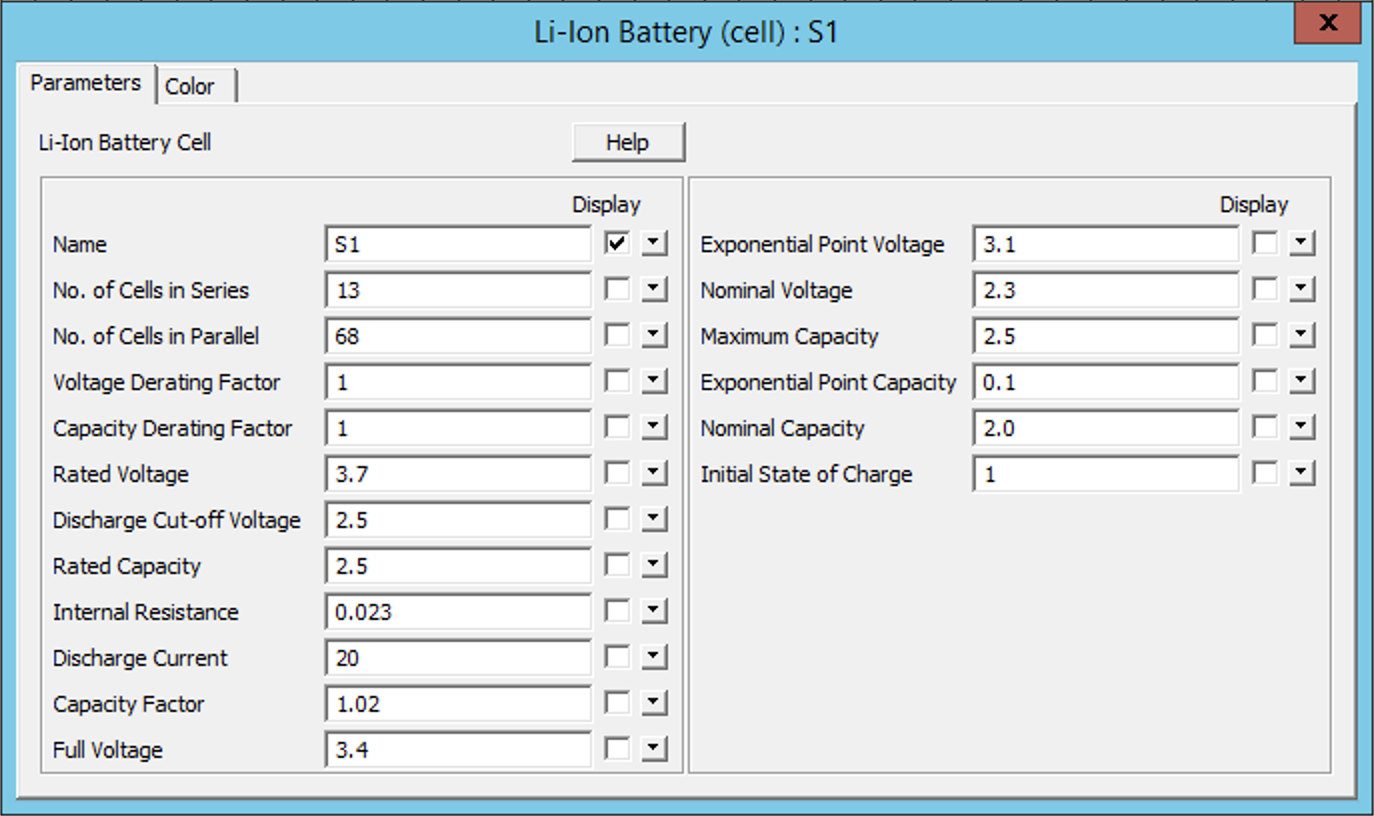 Li-Ion Battery (cell) : S1
X
Parameters
Color
Li-Ion Battery Cell
Help
Display
Name S1
No. of Cells in Series 13
No. of Cells in Parallel 68
Voltage Derating Factor 1
Capacity Derating Factor 1
Rated Voltage 3.7
Discharge Cut-off Voltage 2.5
Rated Capacity 2.5
Internal Resistance 0.023
Discharge Current 20
Capacity Factor 1.02
Full Voltage 3.4
Display
Exponential Point Voltage 3.1
Nominal Voltage 2.3
Maximum Capacity 2.5
Exponential Point Capacity 0.1
Nominal Capacity 2.0
Initial State of Charge 1